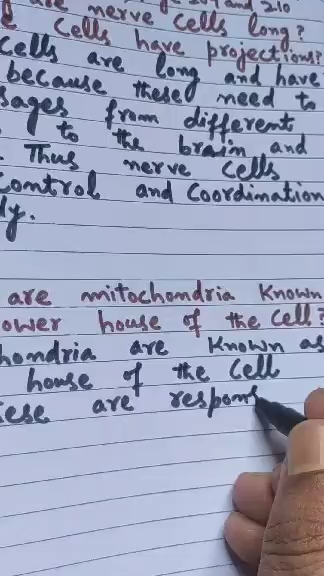 are nerve cells long?
cells have projections?
cells are long and have
because these need to
sages from different
to the brain and
Thus nerve cells
control and coordination
ly.
are mitochondria known
ower house of the cell?
hondria are known as
house of the cell
ese are respons